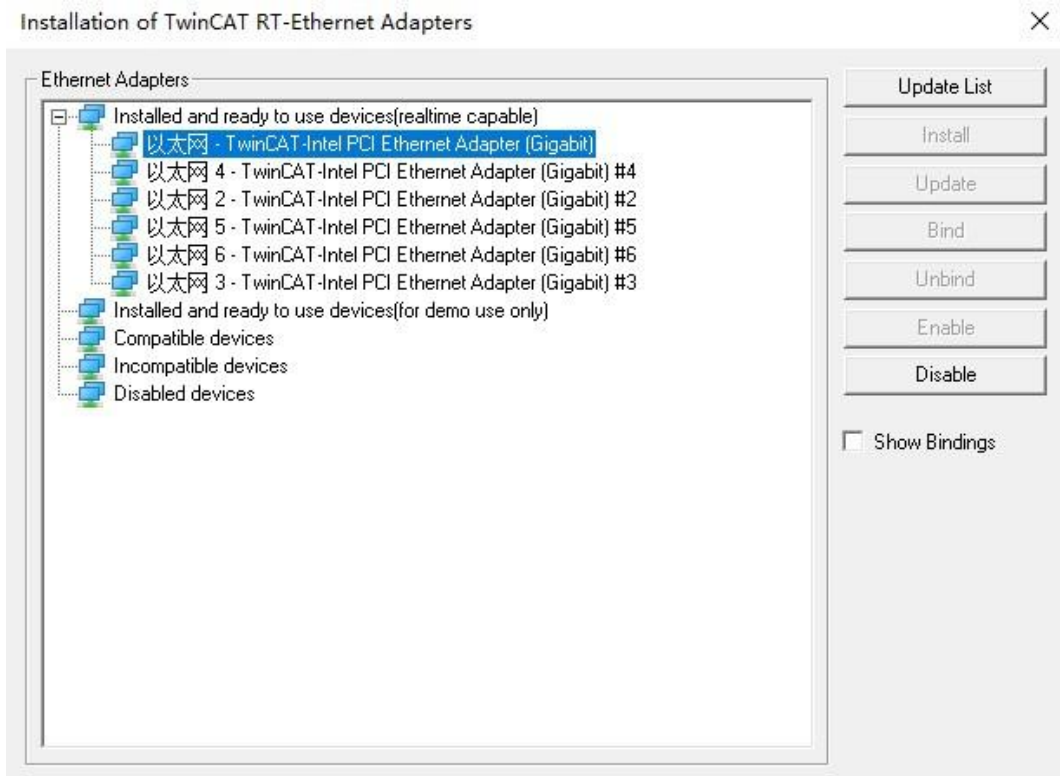 Installation of TwinCAT RT-Ethernet Adapters
Ethernet Adapters
Installed and ready to use devices(realtime capable)
以太网 - TwinCAT-Intel PCI Ethernet Adapter (Gigabit)
以太网 4 - TwinCAT-Intel PCI Ethernet Adapter (Gigabit) #4
以太网 2 - TwinCAT-Intel PCI Ethernet Adapter (Gigabit) #2
以太网 5 - TwinCAT-Intel PCI Ethernet Adapter (Gigabit) #5
以太网 6 - TwinCAT-Intel PCI Ethernet Adapter (Gigabit) #6
以太网 3 - TwinCAT-Intel PCI Ethernet Adapter (Gigabit) #3
Installed and ready to use devices(for demo use only)
Compatible devices
Incompatible devices
Disabled devices
Update List
Install
Update
Bind
Unbind
Enable
Disable
Show Bindings